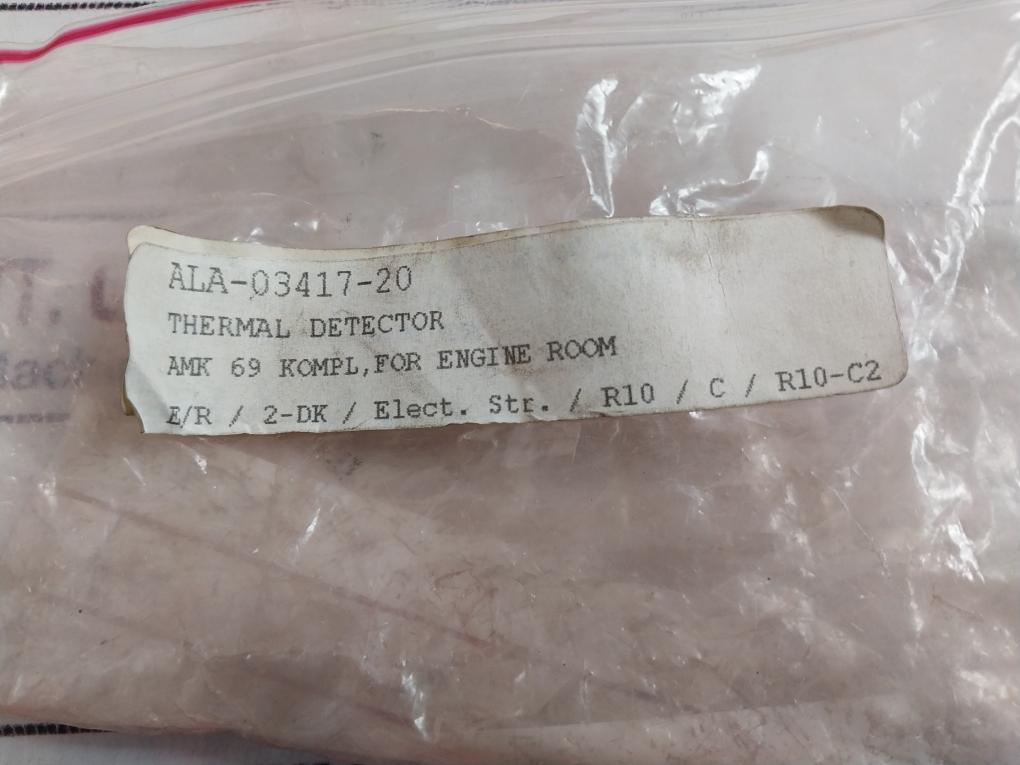 ALA-03417-20
THERMAL DETECTOR
AMK 69 KOMPL,FOR ENGINE ROOM
E/R / 2-DK / Elect. Str. / R10 / C / R10-C2